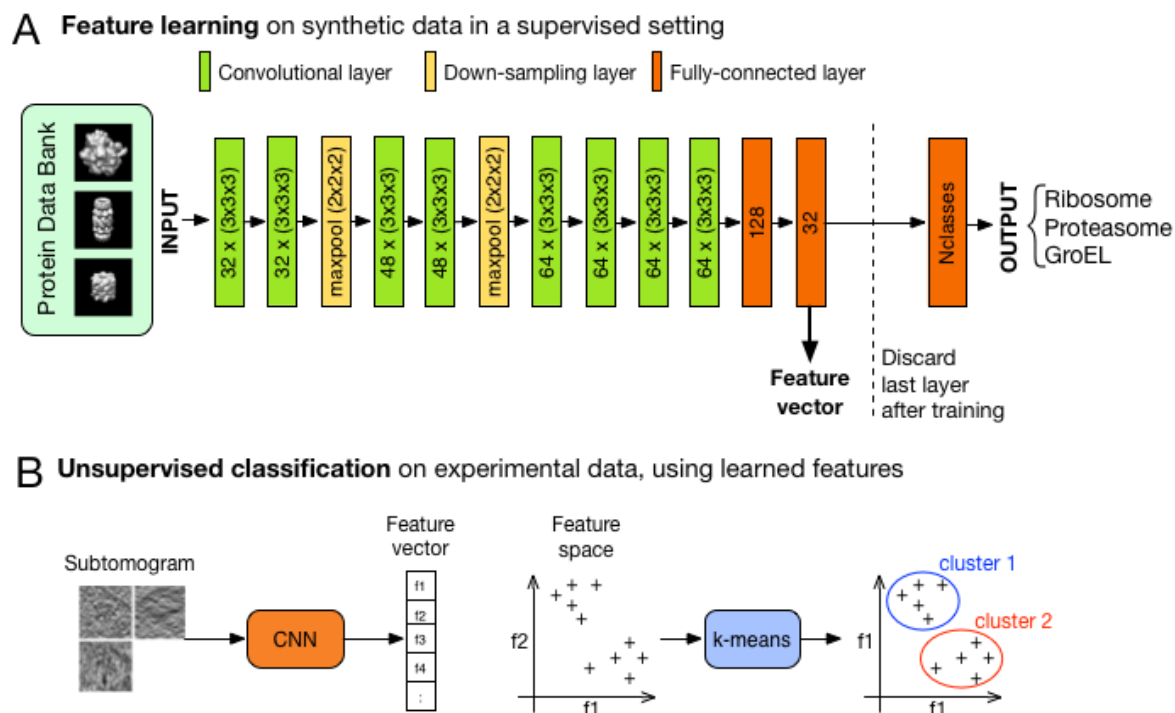 A Feature learning on synthetic data in a supervised setting
Convolutional layer
Down-sampling layer
Fully-connected layer
Protein Data Bank
INPUT
32 x (3x3x3)
32 x (3x3x3)
maxpool (2x2x2)
48 x (3x3x3)
48 x (3x3x3)
maxpool (2x2x2)
64 x (3x3x3)
64 x (3x3x3)
64 x (3x3x3)
64 x (3x3x3)
128
32
Nclasses
OUTPUT
Ribosome
Proteasome
GroEL
Feature
vector
Discard
last layer
after training
B Unsupervised classification on experimental data, using learned features
Subtomogram
CNN
Feature
vector
f1
f2
f3
f4
:
Feature
space
f2
f1
k-means
cluster 1
cluster 2
f1
f1